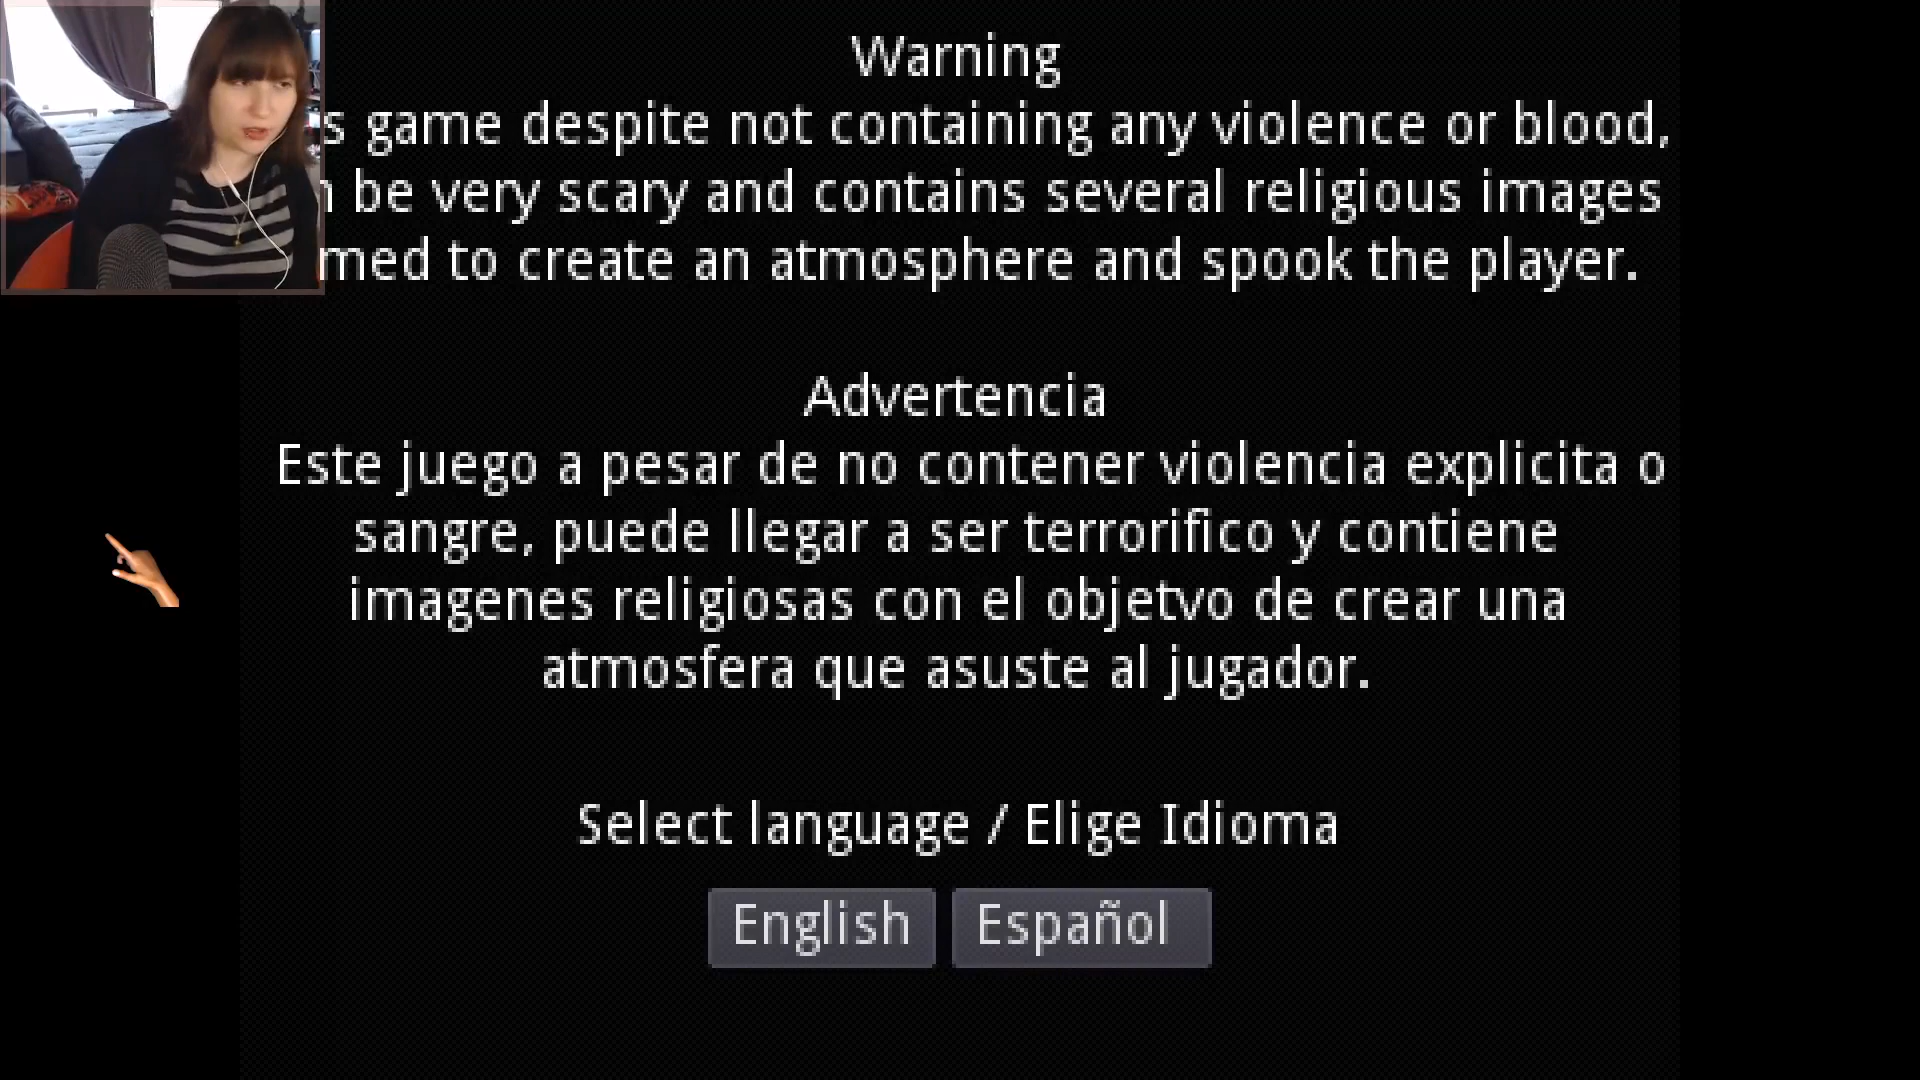 Warning
game despite not containing any violence or blood,
be very scary and contains several religious images
to create an atmosphere and spook the player.
Advertencia
Este juego a pesar de no contener violencia explicita o
sangre, puede llegar a ser terrorifico y contiene
imagenes religiosas con el objetvo de crear una
atmosfera que asuste al jugador.
Select language / Elige Idioma
English Español